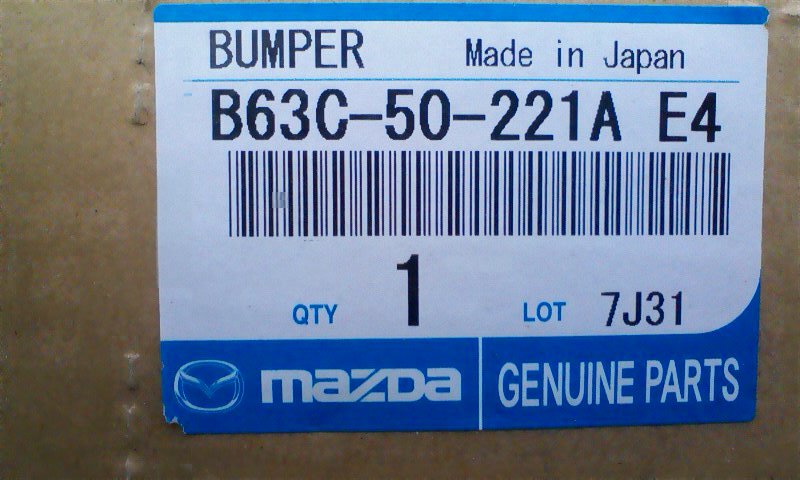 BUMPER Made in Japan
B63C-50-221A E4
QTY 1 LOT 7J31
mazda GENUINE PARTS